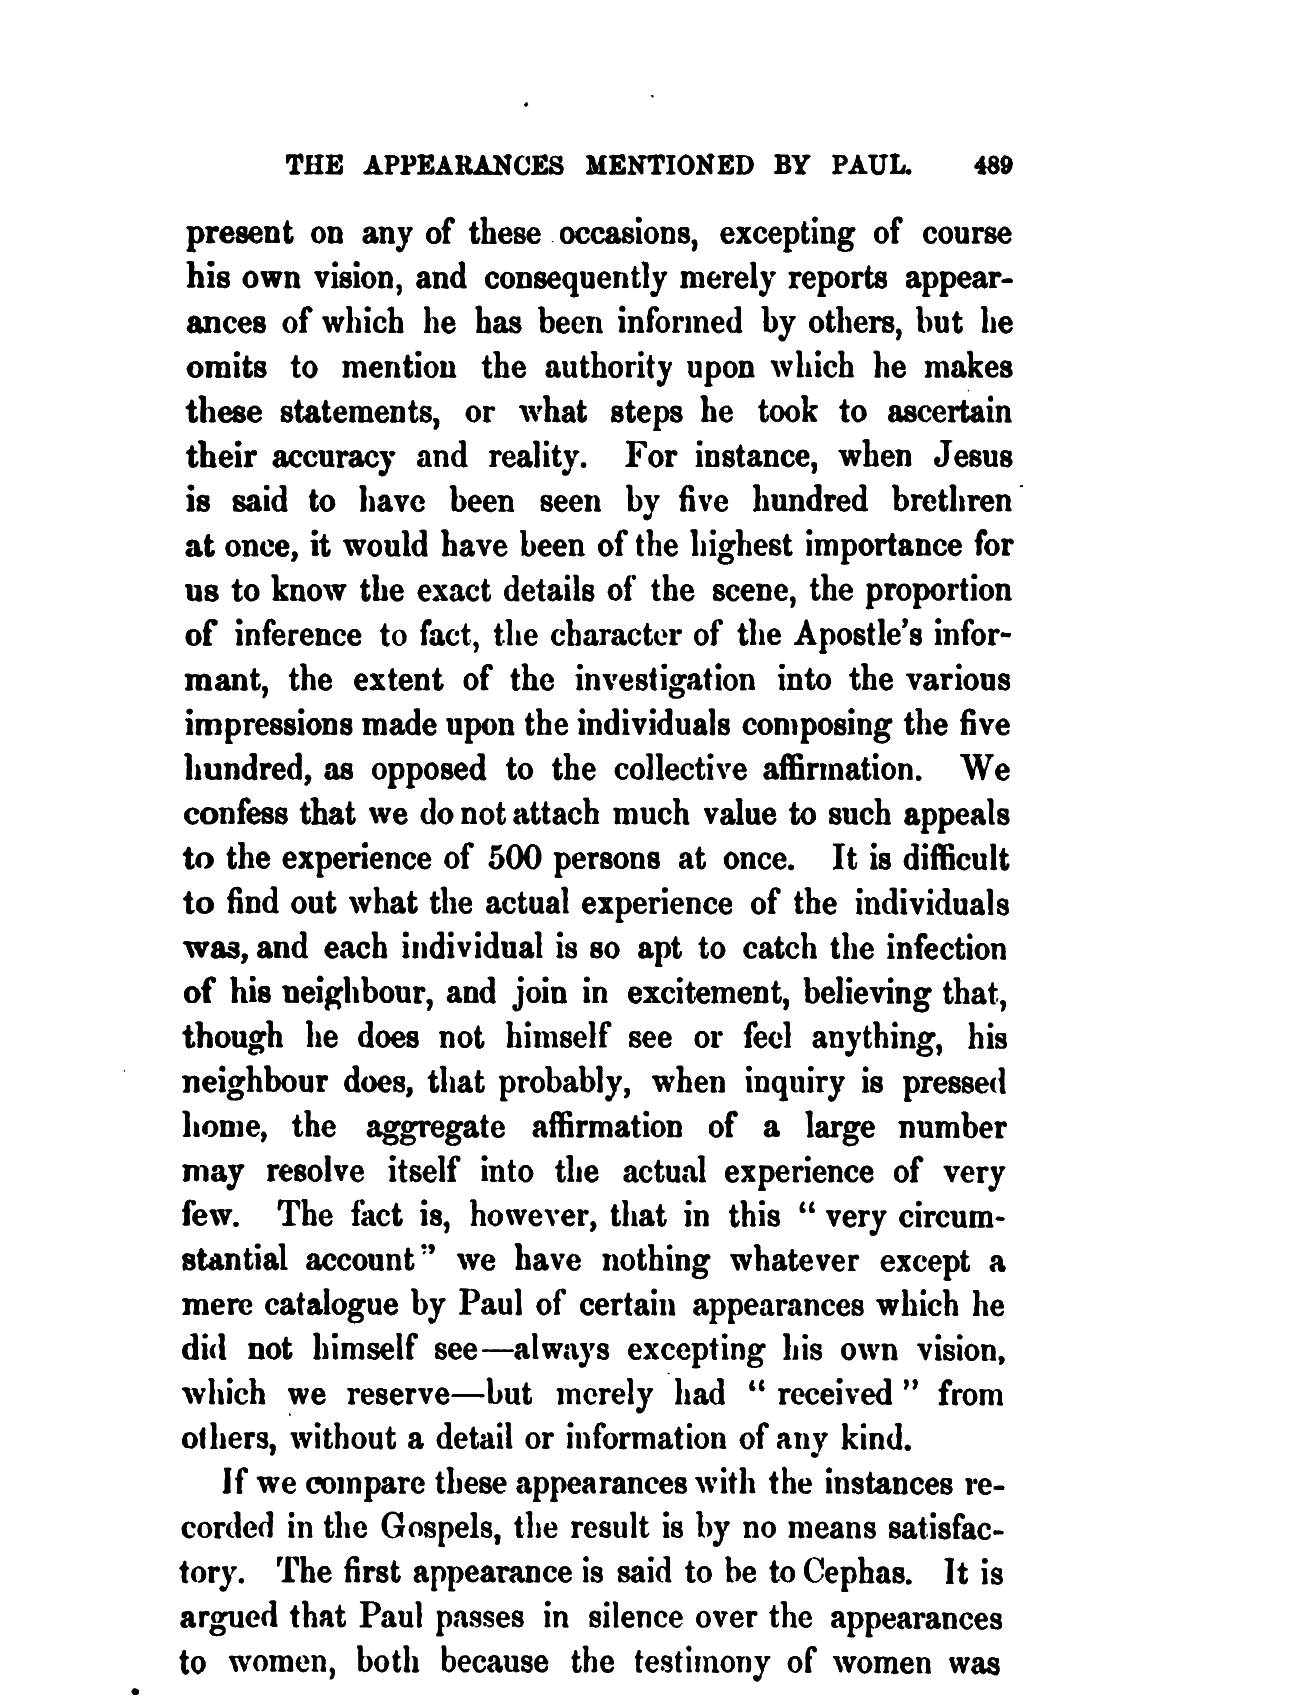 THE APPEARANCES MENTIONED BY PAUL. 489
present on any of these occasions, excepting of course
his own vision, and consequently merely reports appear-
ances of which he has been informed by others, but he
omits to mention the authority upon which he makes
these statements, or what steps he took to ascertain
their accuracy and reality. For instance, when Jesus
is said to have been seen by five hundred brethren
at once, it would have been of the highest importance for
us to know the exact details of the scene, the proportion
of inference to fact, the character of the Apostle's infor-
mant, the extent of the investigation into the various
impressions made upon the individuals composing the five
hundred, as opposed to the collective affirmation. We
confess that we do not attach much value to such appeals
to the experience of 500 persons at once. It is difficult
to find out what the actual experience of the individuals
was, and each individual is so apt to catch the infection
of his neighbour, and join in excitement, believing that,
though he does not himself see or feel anything, his
neighbour does, that probably, when inquiry is pressed
home, the aggregate affirmation of a large number
may resolve itself into the actual experience of very
few. The fact is, however, that in this " very circum-
stantial account" we have nothing whatever except a
mere catalogue by Paul of certain appearances which he
did not himself see—always excepting his own vision,
which we reserve—but merely had " received " from
others, without a detail or information of any kind.
If we compare these appearances with the instances re-
corded in the Gospels, the result is by no means satisfac-
tory. The first appearance is said to be to Cephas. It is
argued that Paul passes in silence over the appearances
to women, both because the testimony of women was